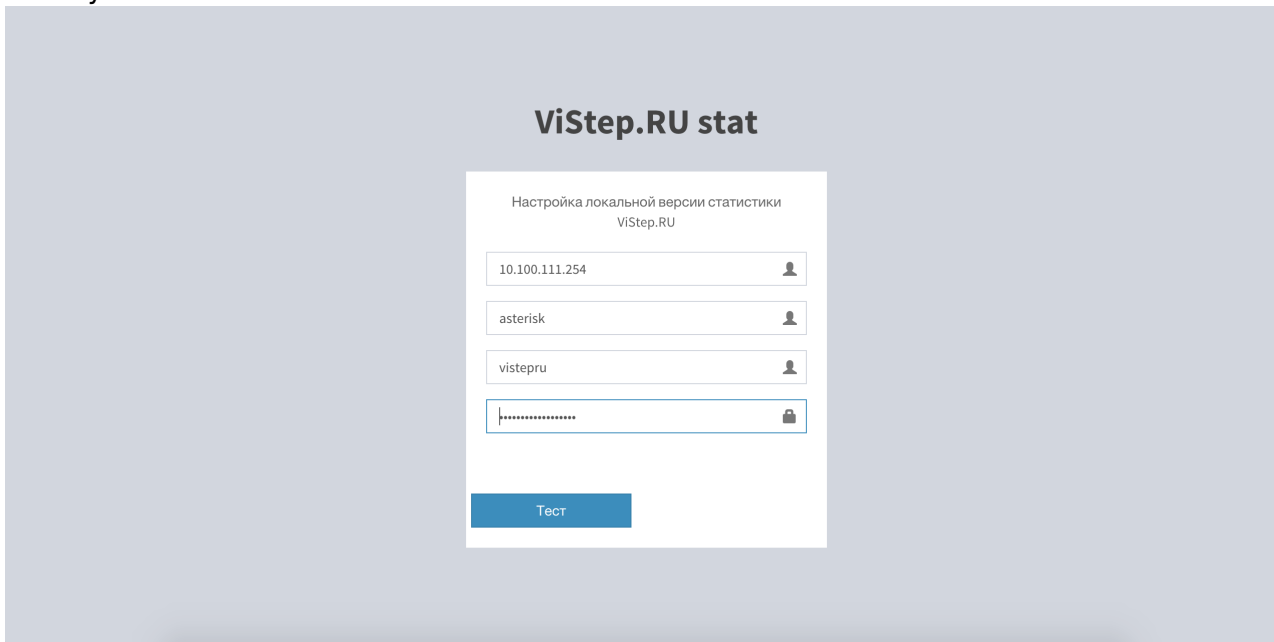 ViStep.RU stat
Настройка локальной версии статистики
ViStep.RU
10.100.111.254
asterisk
vistepru
••••••••••••••••••
Тест